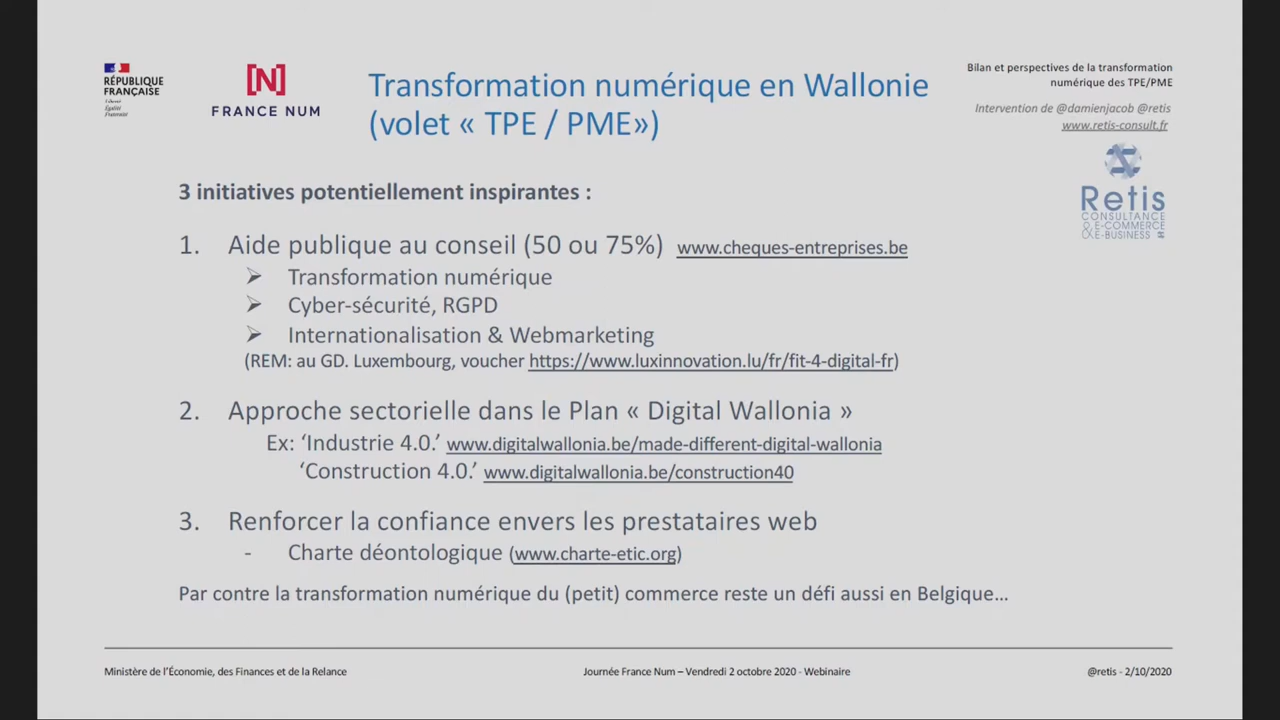 RÉPUBLIQUE
FRANÇAISE
Liberté
Égalité
Fraternité
[N]
FRANCE NUM
Transformation numérique en Wallonie
(volet « TPE / PME»)
Bilan et perspectives de la transformation
numérique des TPE/PME
Intervention de @damienjacob @retis
www.retis-consult.fr
Retis
CONSULTANCE
& E-COMMERCE
& E-BUSINESS
3 initiatives potentiellement inspirantes :
1. Aide publique au conseil (50 ou 75%) www.cheques-entreprises.be
➢ Transformation numérique
➢ Cyber-sécurité, RGPD
➢ Internationalisation & Webmarketing
(REM: au GD. Luxembourg, voucher https://www.luxinnovation.lu/fr/fit-4-digital-fr)
2. Approche sectorielle dans le Plan « Digital Wallonia »
Ex: ‘Industrie 4.0.’ www.digitalwallonia.be/made-different-digital-wallonia
‘Construction 4.0.’ www.digitalwallonia.be/construction40
3. Renforcer la confiance envers les prestataires web
- Charte déontologique (www.charte-etic.org)
Par contre la transformation numérique du (petit) commerce reste un défi aussi en Belgique…
Ministère de l’Économie, des Finances et de la Relance
Journée France Num – Vendredi 2 octobre 2020 - Webinaire
@retis - 2/10/2020